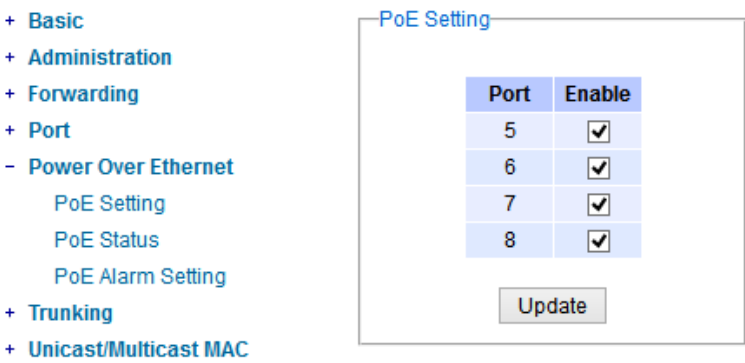 + Basic
+ Administration
+ Forwarding
+ Port
- Power Over Ethernet
PoE Setting
PoE Status
PoE Alarm Setting
+ Trunking
+ Unicast/Multicast MAC
PoE Setting
Port Enable
5
6
7
8
Update